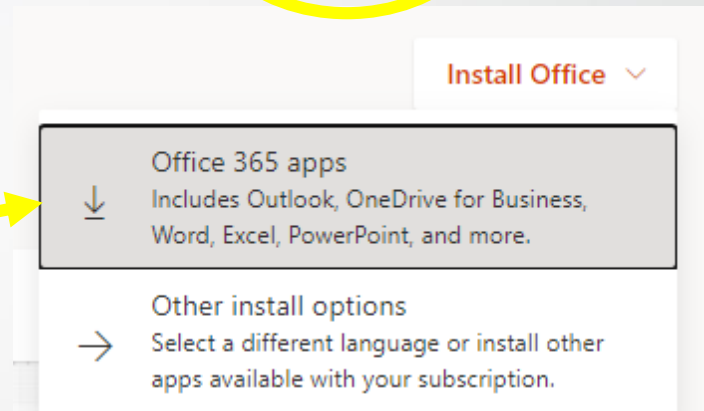 Install Office
Office 365 apps
Includes Outlook, OneDrive for Business,
Word, Excel, PowerPoint, and more.
Other install options
Select a different language or install other
apps available with your subscription.